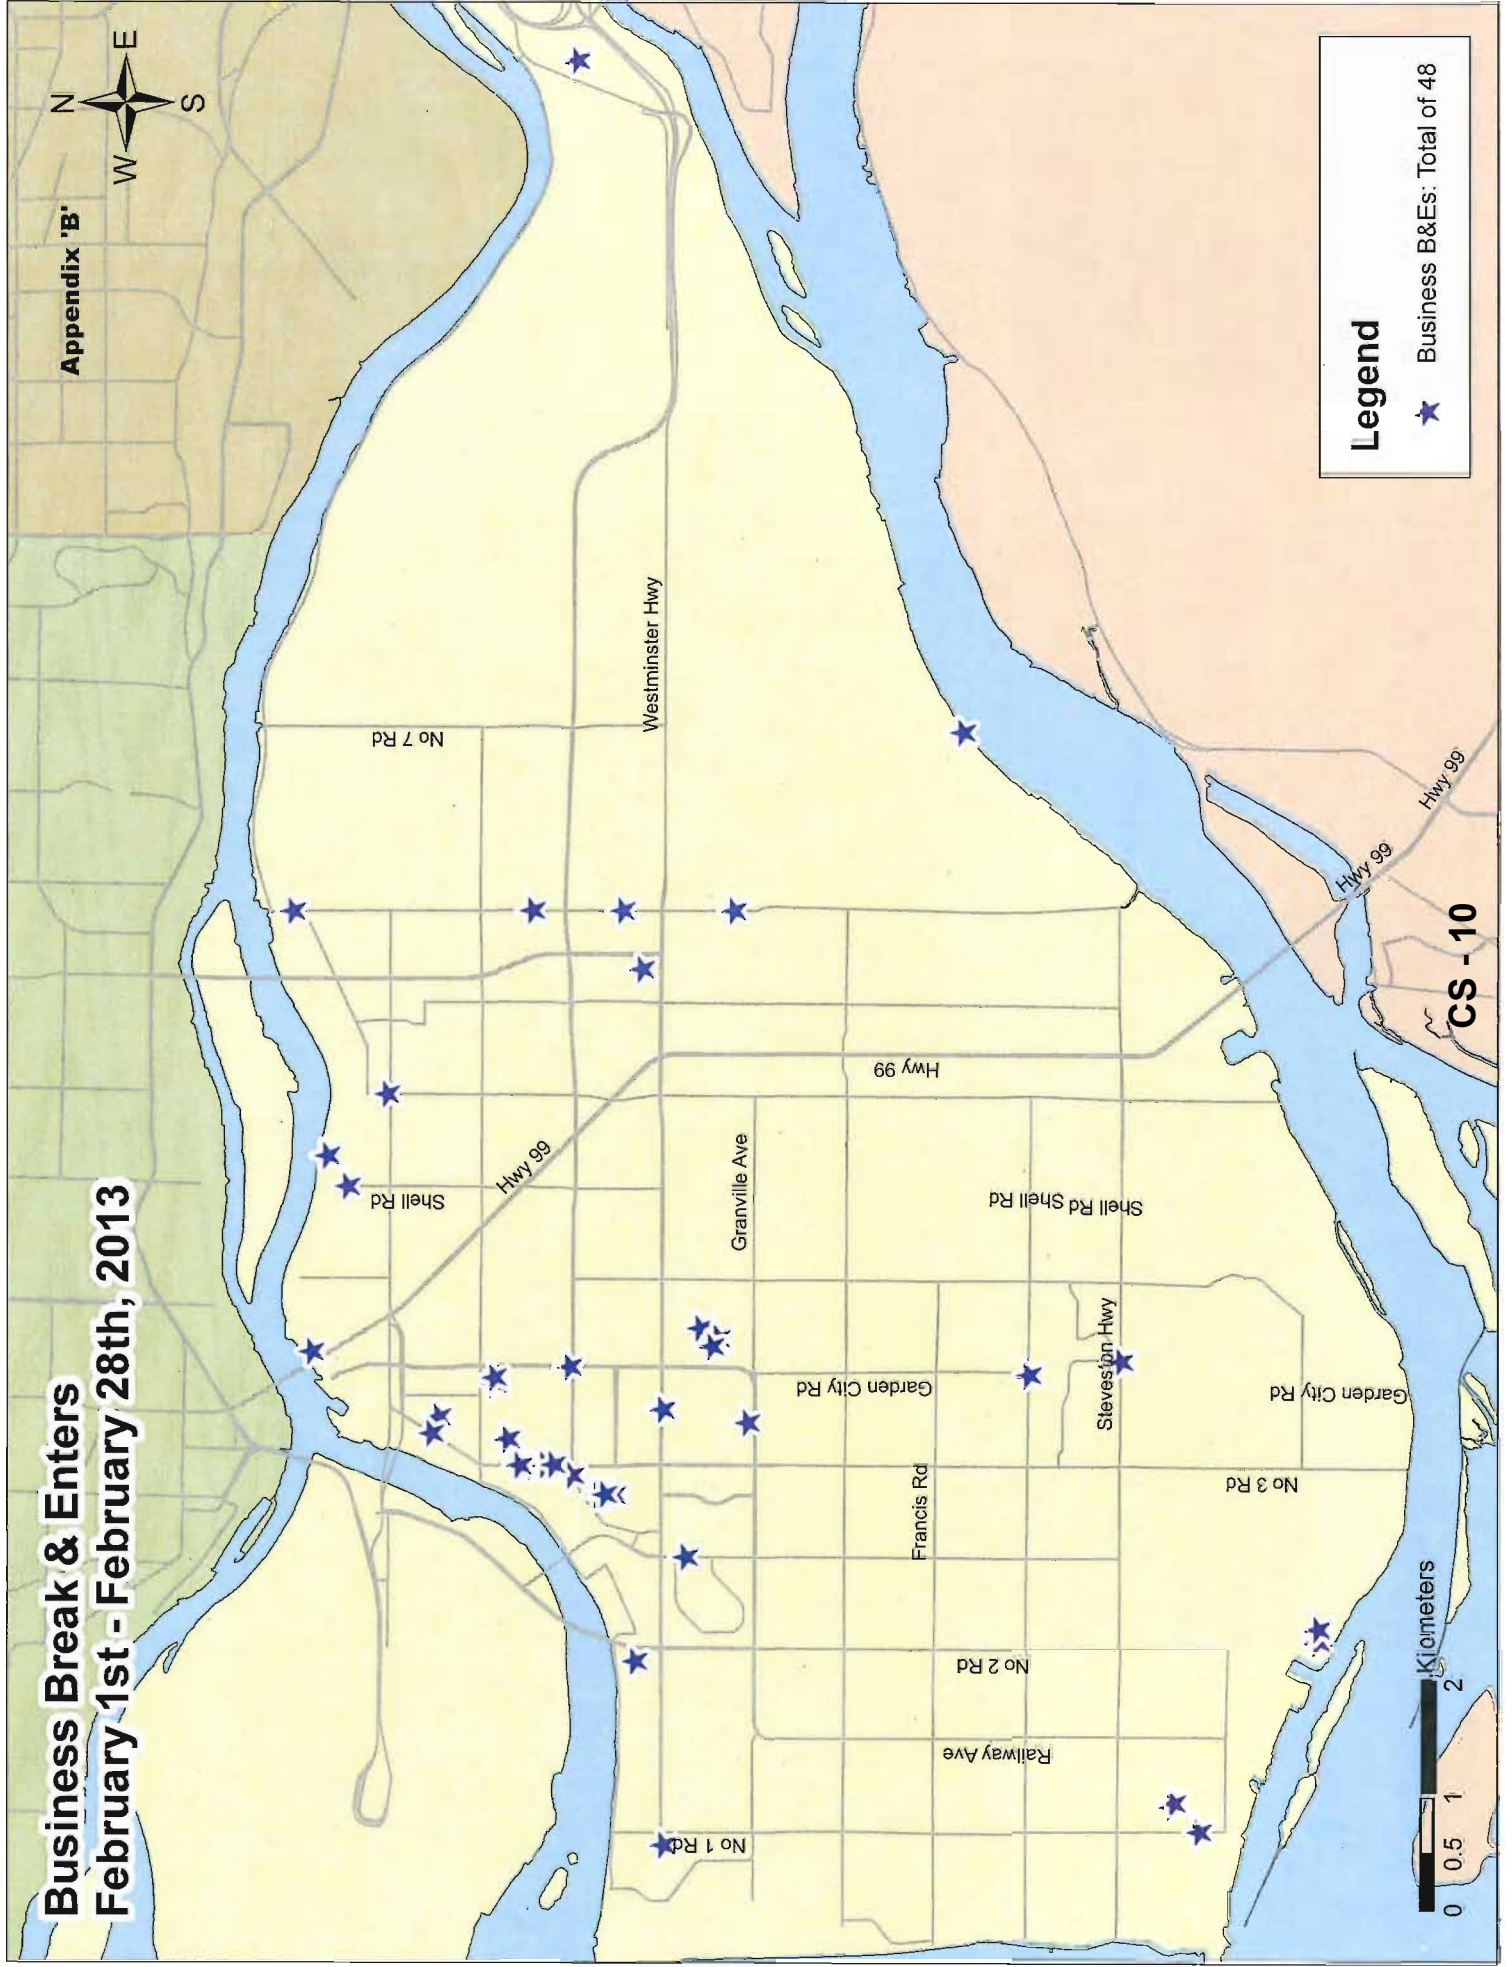 Business Break & Enters
February 1st - February 28th, 2013
Appendix 'B'
N
W
E
S
No 7 Rd
Westminster Hwy
Shell Rd
Hwy 99
Granville Ave
Hwy 99
Shell Rd Shell Rd
Shell Rd
Garden City Rd
Steveston Hwy
Garden City Rd
Francis Rd
No 3 Rd
No 2 Rd
Railway Ave
No 1 Rd
Hwy 99
Hwy 99
Legend
Business B&Es: Total of 48
Kilometers
0 0.5 1 2
CS - 10